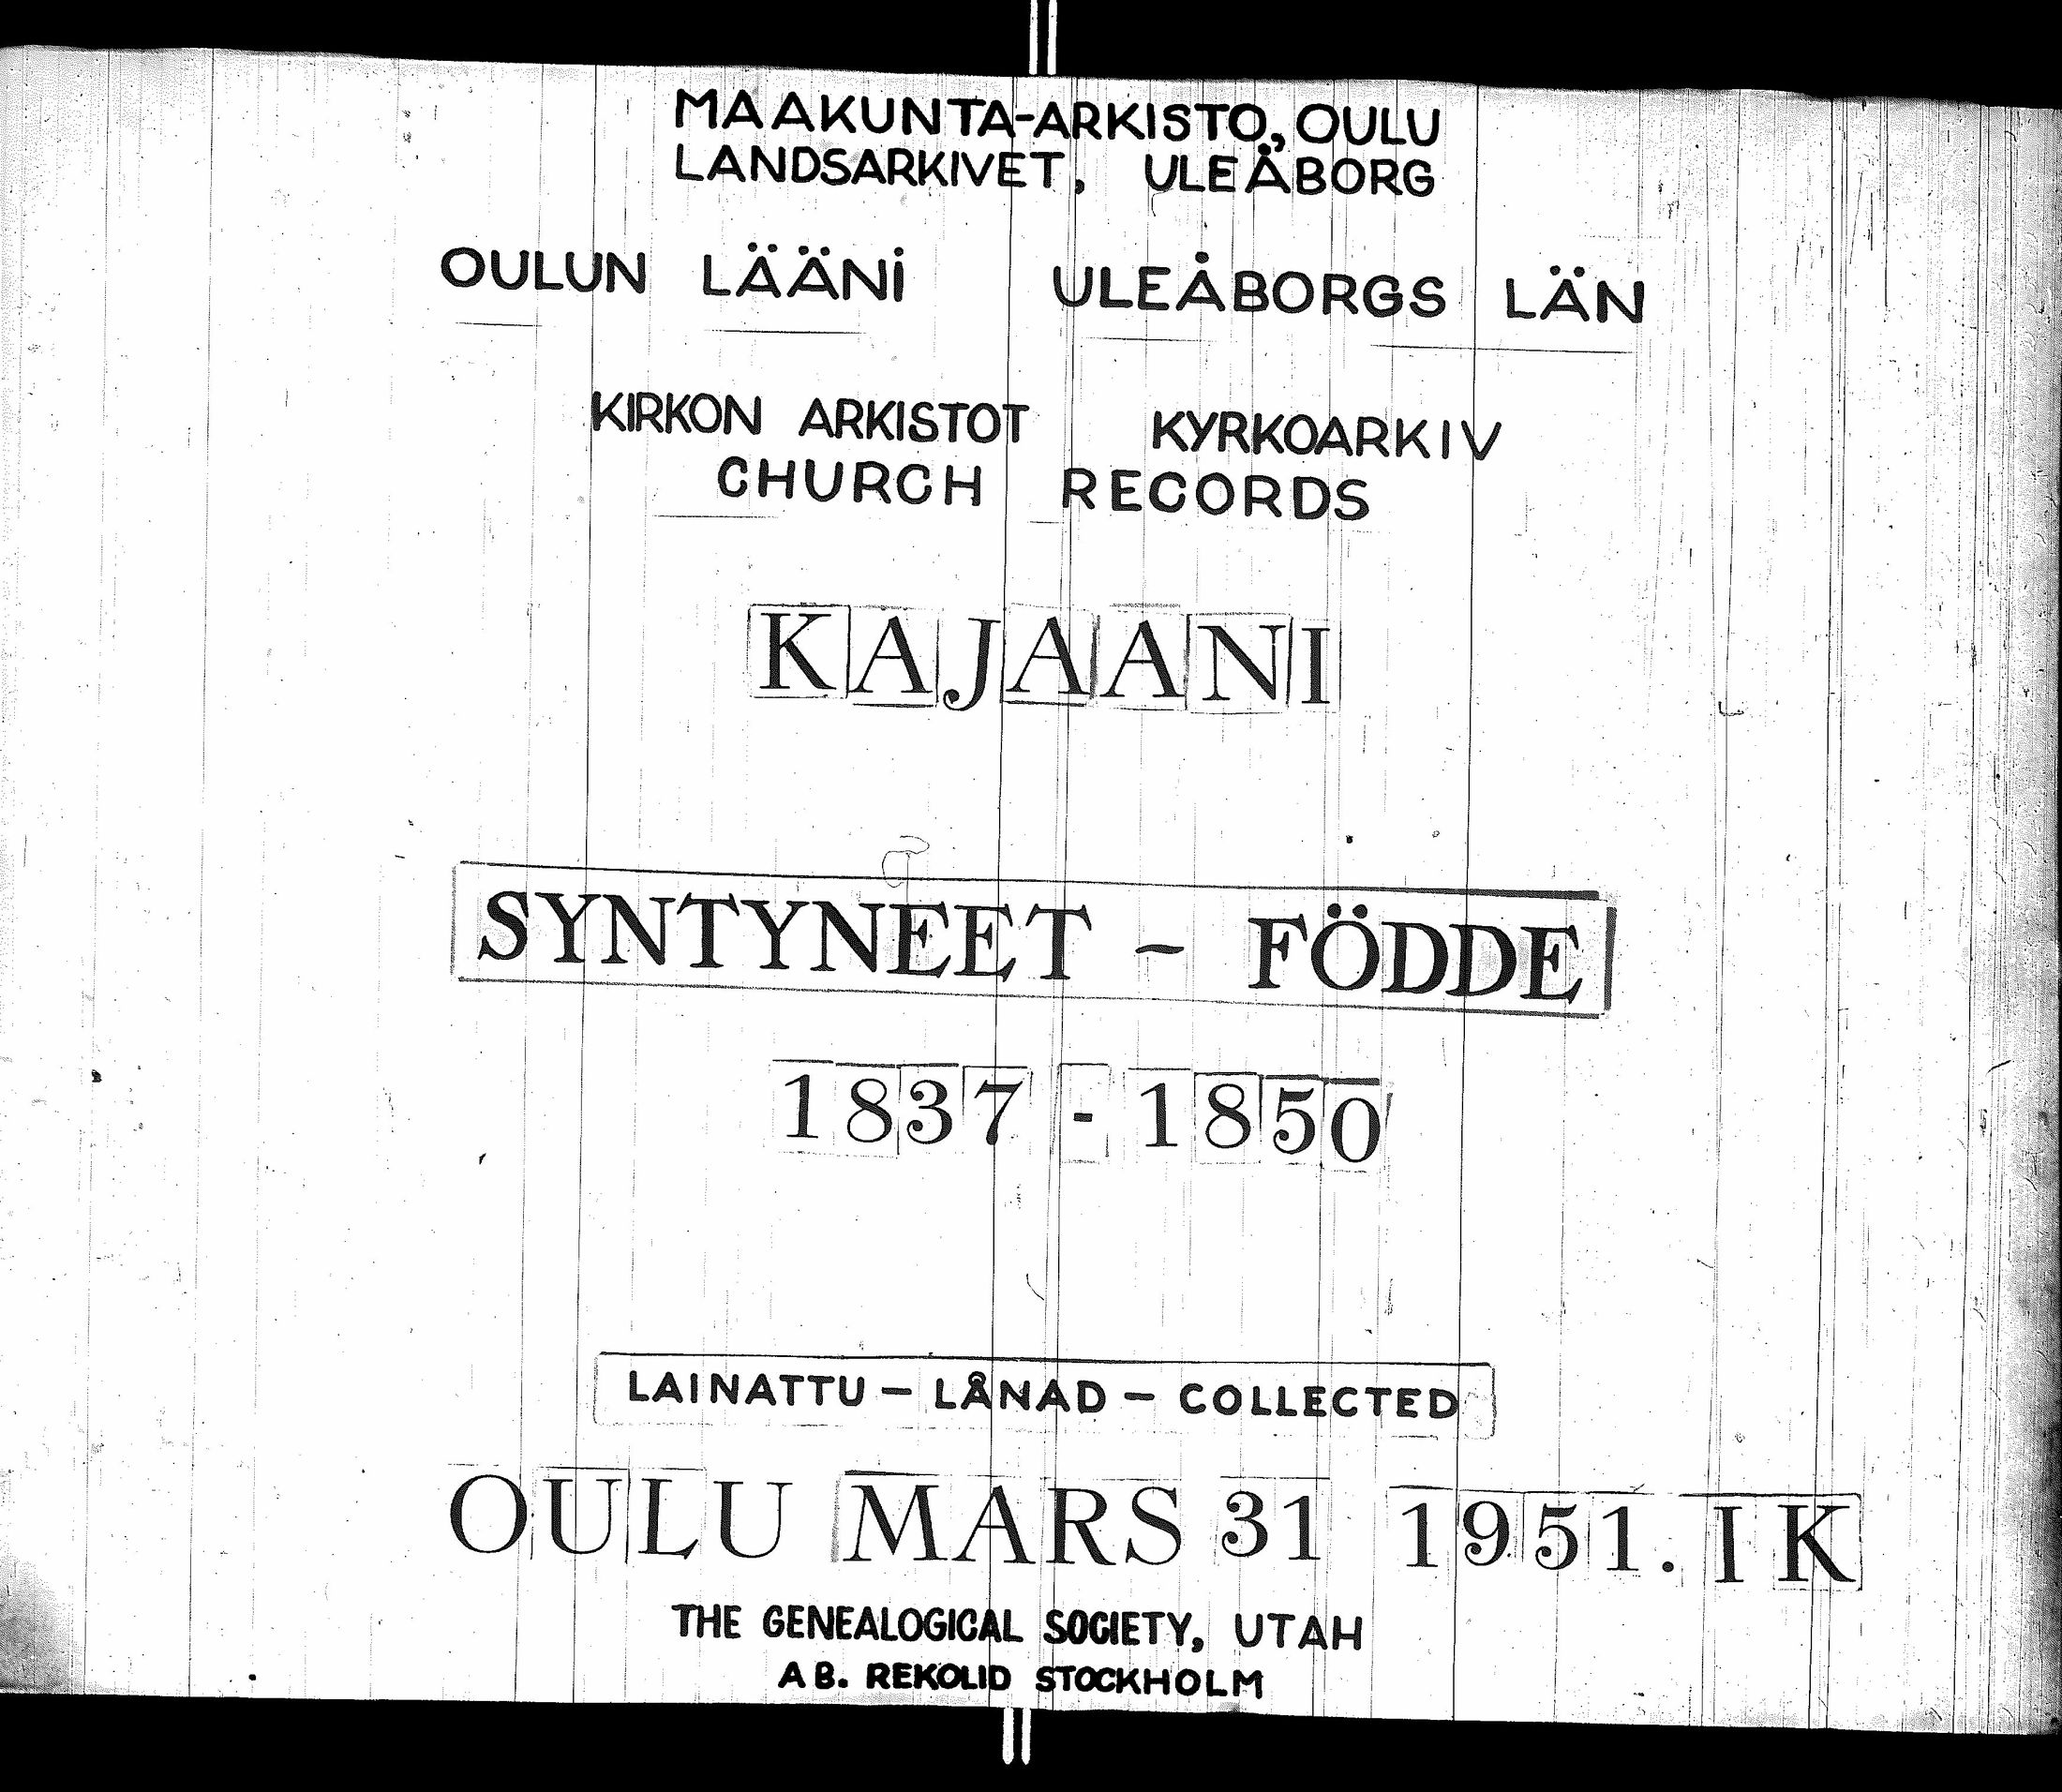 MAAKUNTA-ARKISTO, OULU
LANDSARKIVET, ULEÅBORG
OULUN LÄÄNI ULEÅBORGS LÄN
KIRKON ARKISTOT KYRKOARKIV
CHURCH RECORDS
KAJAANI
SYNTYNEET - FÖDDE
1837 - 1850
LAINATTU - LÅNAD - COLLECTED
OULU MARS 31 1951. IK
THE GENEALOGICAL SOCIETY, UTAH
AB. REKOLID STOCKHOLM